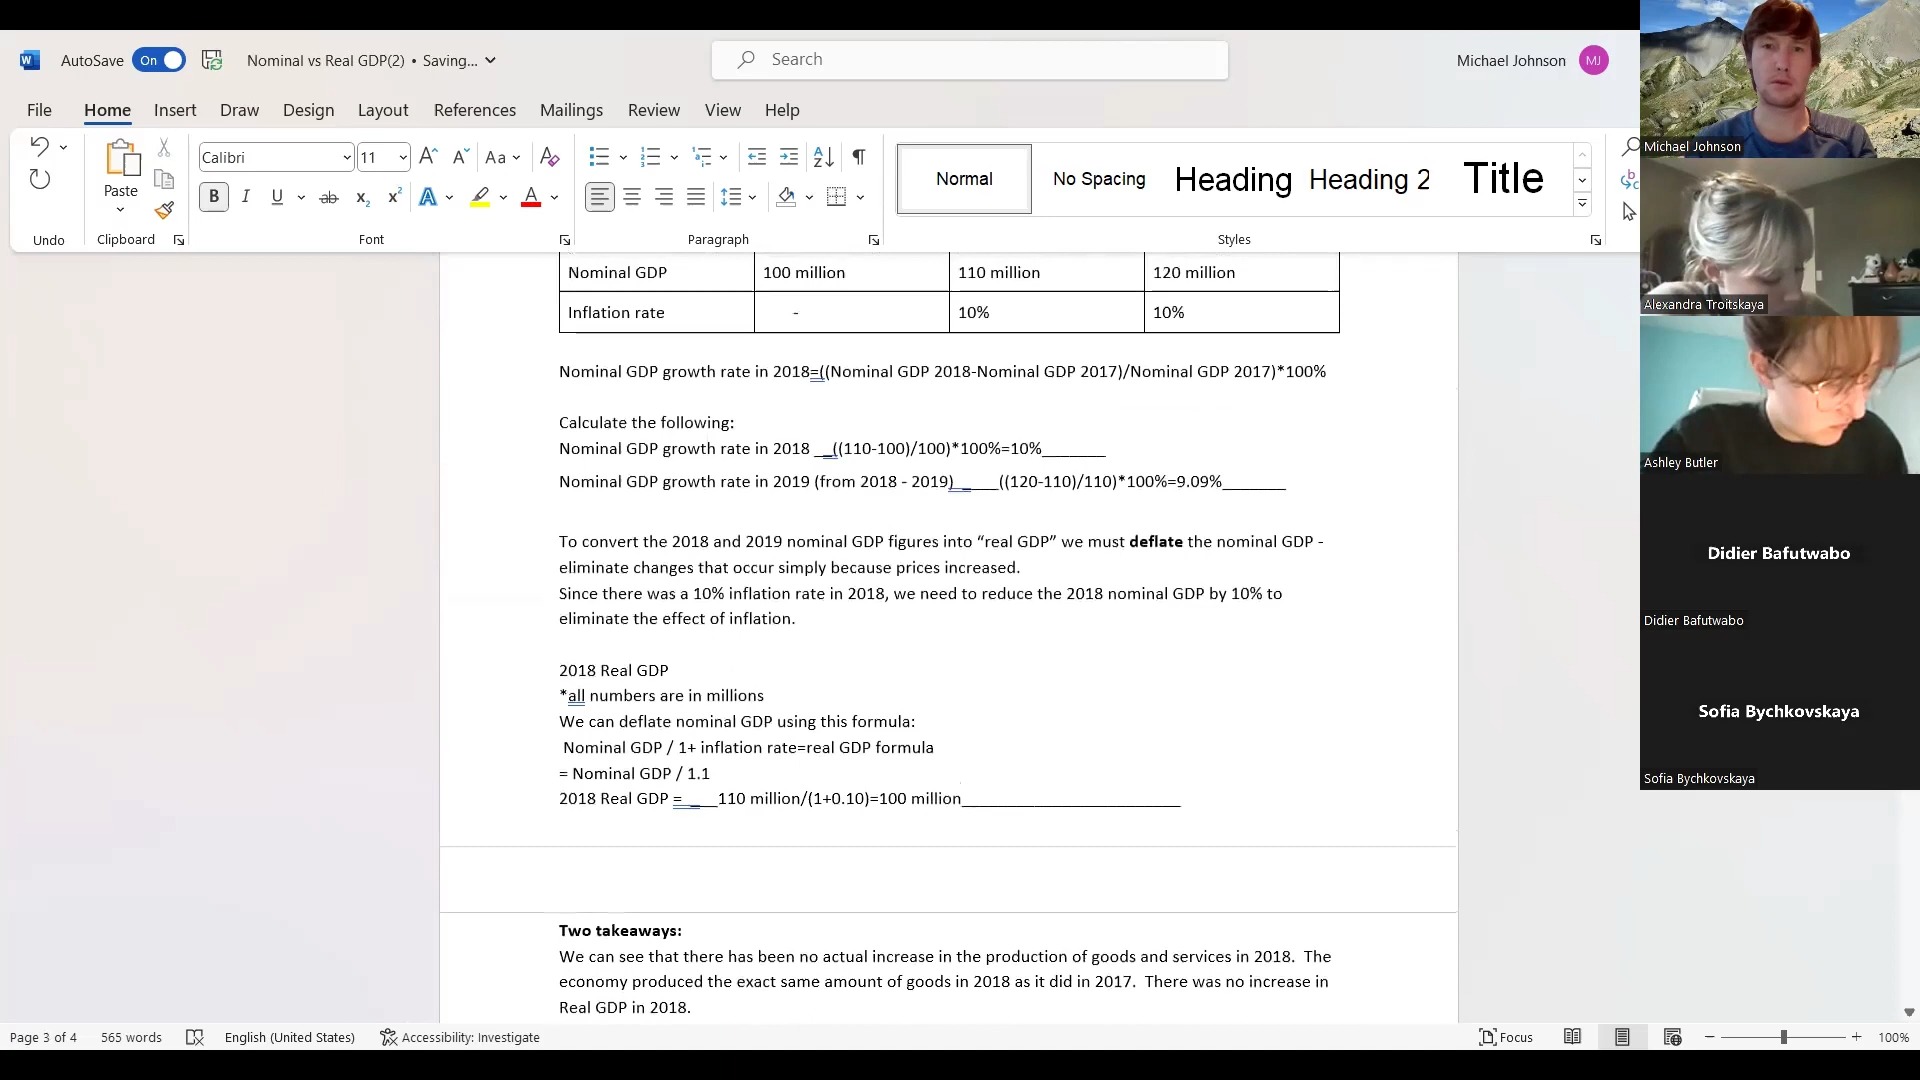 AutoSave On Nominal vs Real GDP(2) • Saving... Search Michael Johnson MJ
File Home Insert Draw Design Layout References Mailings Review View Help
Calibri 11 Aa
Paste B I U ab x₂ x² A A Normal No Spacing Heading Heading 2 Title
Undo Clipboard Font Paragraph Styles
Nominal GDP 100 million 110 million 120 million
Inflation rate - 10% 10%
Nominal GDP growth rate in 2018=((Nominal GDP 2018-Nominal GDP 2017)/Nominal GDP 2017)*100%
Calculate the following:
Nominal GDP growth rate in 2018 __((110-100)/100)*100%=10%_______
Nominal GDP growth rate in 2019 (from 2018 - 2019)_ ____((120-110)/110)*100%=9.09%_______
To convert the 2018 and 2019 nominal GDP figures into “real GDP” we must deflate the nominal GDP -
eliminate changes that occur simply because prices increased.
Since there was a 10% inflation rate in 2018, we need to reduce the 2018 nominal GDP by 10% to
eliminate the effect of inflation.
2018 Real GDP
*all numbers are in millions
We can deflate nominal GDP using this formula:
Nominal GDP / 1+ inflation rate=real GDP formula
= Nominal GDP / 1.1
2018 Real GDP = ____110 million/(1+0.10)=100 million________________________
Two takeaways:
We can see that there has been no actual increase in the production of goods and services in 2018. The
economy produced the exact same amount of goods in 2018 as it did in 2017. There was no increase in
Real GDP in 2018.
Page 3 of 4 565 words English (United States) Accessibility: Investigate Focus 100%
Michael Johnson
Alexandra Troitskaya
Ashley Butler
Didier Bafutwabo
Didier Bafutwabo
Sofia Bychkovskaya
Sofia Bychkovskaya